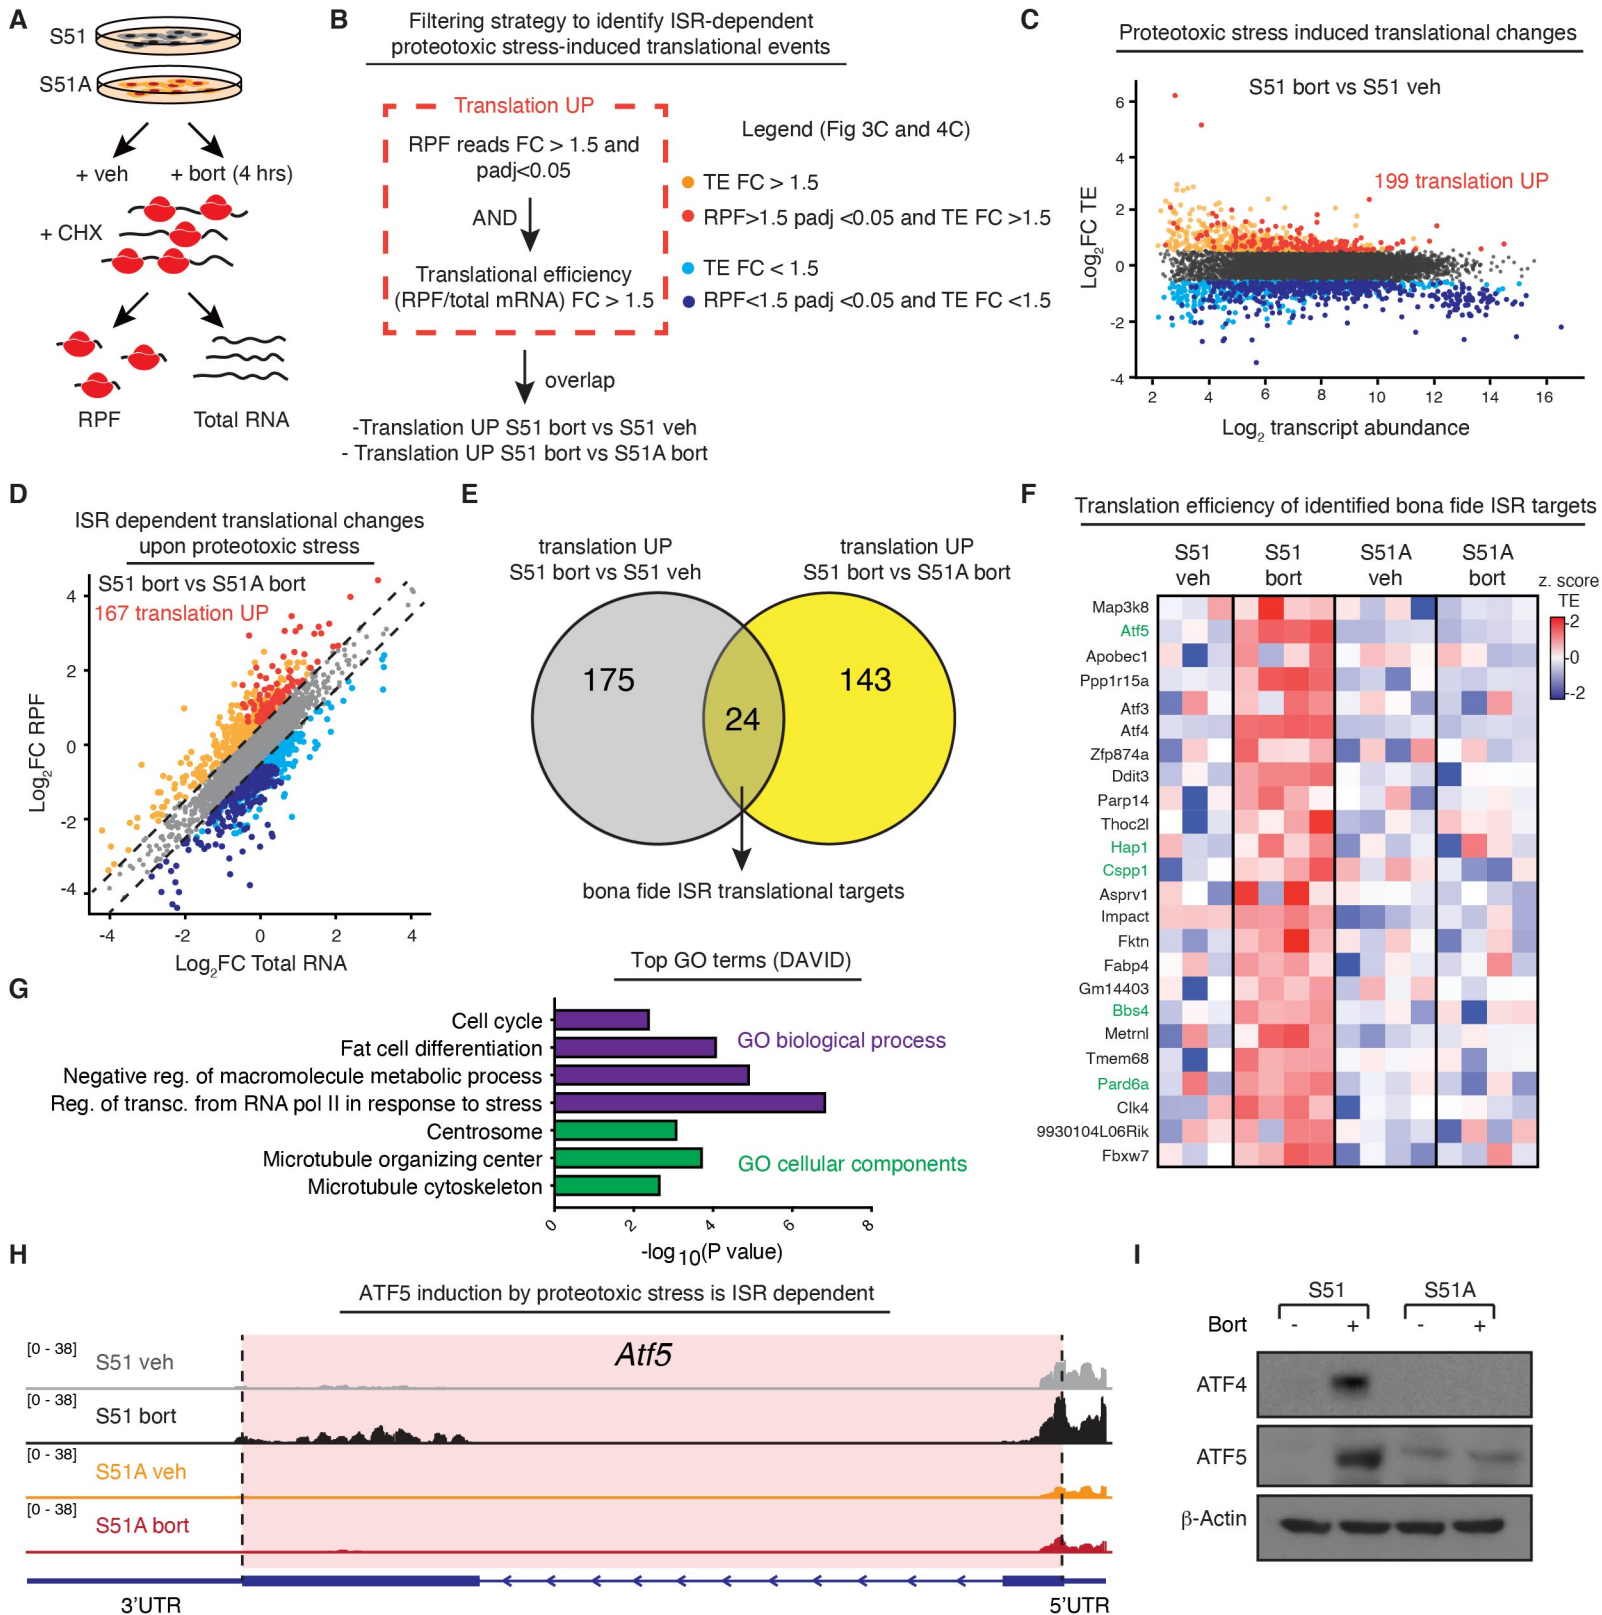 A
S51
S51A
+ veh
+ bort (4 hrs)
+ CHX
RPF
Total RNA
B
Filtering strategy to identify ISR-dependent
proteotoxic stress-induced translational events
Translation UP
RPF reads FC > 1.5 and
padj<0.05
AND
Translational efficiency
(RPF/total mRNA) FC > 1.5
overlap
-Translation UP S51 bort vs S51 veh
- Translation UP S51 bort vs S51A bort
Legend (Fig 3C and 4C)
TE FC > 1.5
RPF>1.5 padj <0.05 and TE FC >1.5
TE FC < 1.5
RPF<1.5 padj <0.05 and TE FC <1.5
C
Proteotoxic stress induced translational changes
S51 bort vs S51 veh
199 translation UP
Log2FC TE
6
4
2
0
-2
-4
2 4 6 8 10 12 14 16
Log2 transcript abundance
D
ISR dependent translational changes
upon proteotoxic stress
S51 bort vs S51A bort
167 translation UP
Log2FC RPF
4
2
0
-2
-4
-4 -2 0 2 4
Log2FC Total RNA
E
translation UP
S51 bort vs S51 veh
translation UP
S51 bort vs S51A bort
175
24
143
bona fide ISR translational targets
F
Translation efficiency of identified bona fide ISR targets
S51
veh
S51
bort
S51A
veh
S51A
bort
z. score
TE
2
0
-2
Map3k8
Atf5
Apobec1
Ppp1r15a
Atf3
Atf4
Zfp874a
Ddit3
Parp14
Thoc2l
Hap1
Cspp1
Asprv1
Impact
Fktn
Fabp4
Gm14403
Bbs4
Metrnl
Tmem68
Pard6a
Clk4
9930104L06Rik
Fbxw7
G
Top GO terms (DAVID)
Cell cycle
Fat cell differentiation
Negative reg. of macromolecule metabolic process
Reg. of transc. from RNA pol II in response to stress
Centrosome
Microtubule organizing center
Microtubule cytoskeleton
GO biological process
GO cellular components
0 2 4 6 8
-log10(P value)
H
ATF5 induction by proteotoxic stress is ISR dependent
Atf5
[0 - 38]
S51 veh
[0 - 38]
S51 bort
[0 - 38]
S51A veh
[0 - 38]
S51A bort
3'UTR
5'UTR
I
S51
S51A
Bort - + - +
ATF4
ATF5
β-Actin